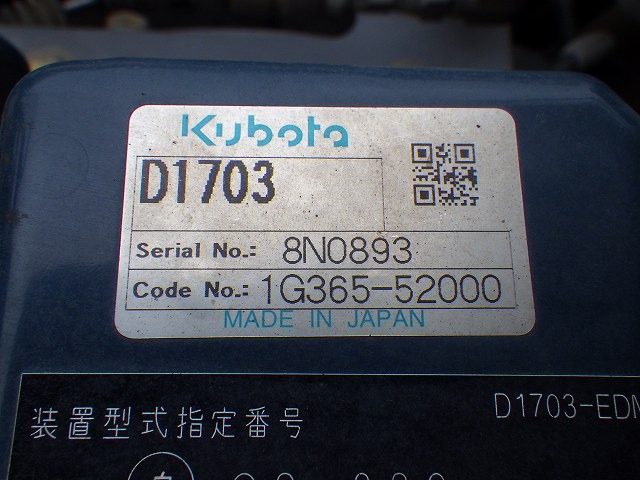 Kubota
D1703
Serial No.: 8N0893
Code No.: 1G365-52000
MADE IN JAPAN
D1703-EDM
装置型式指定番号